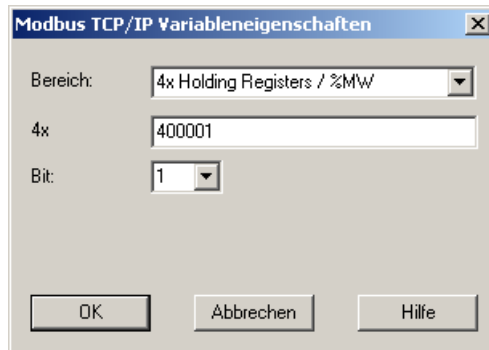 Modbus TCP/IP Variableneigenschaften
Bereich: 4x Holding Registers / %MW
4x 400001
Bit: 1
OK Abbrechen Hilfe